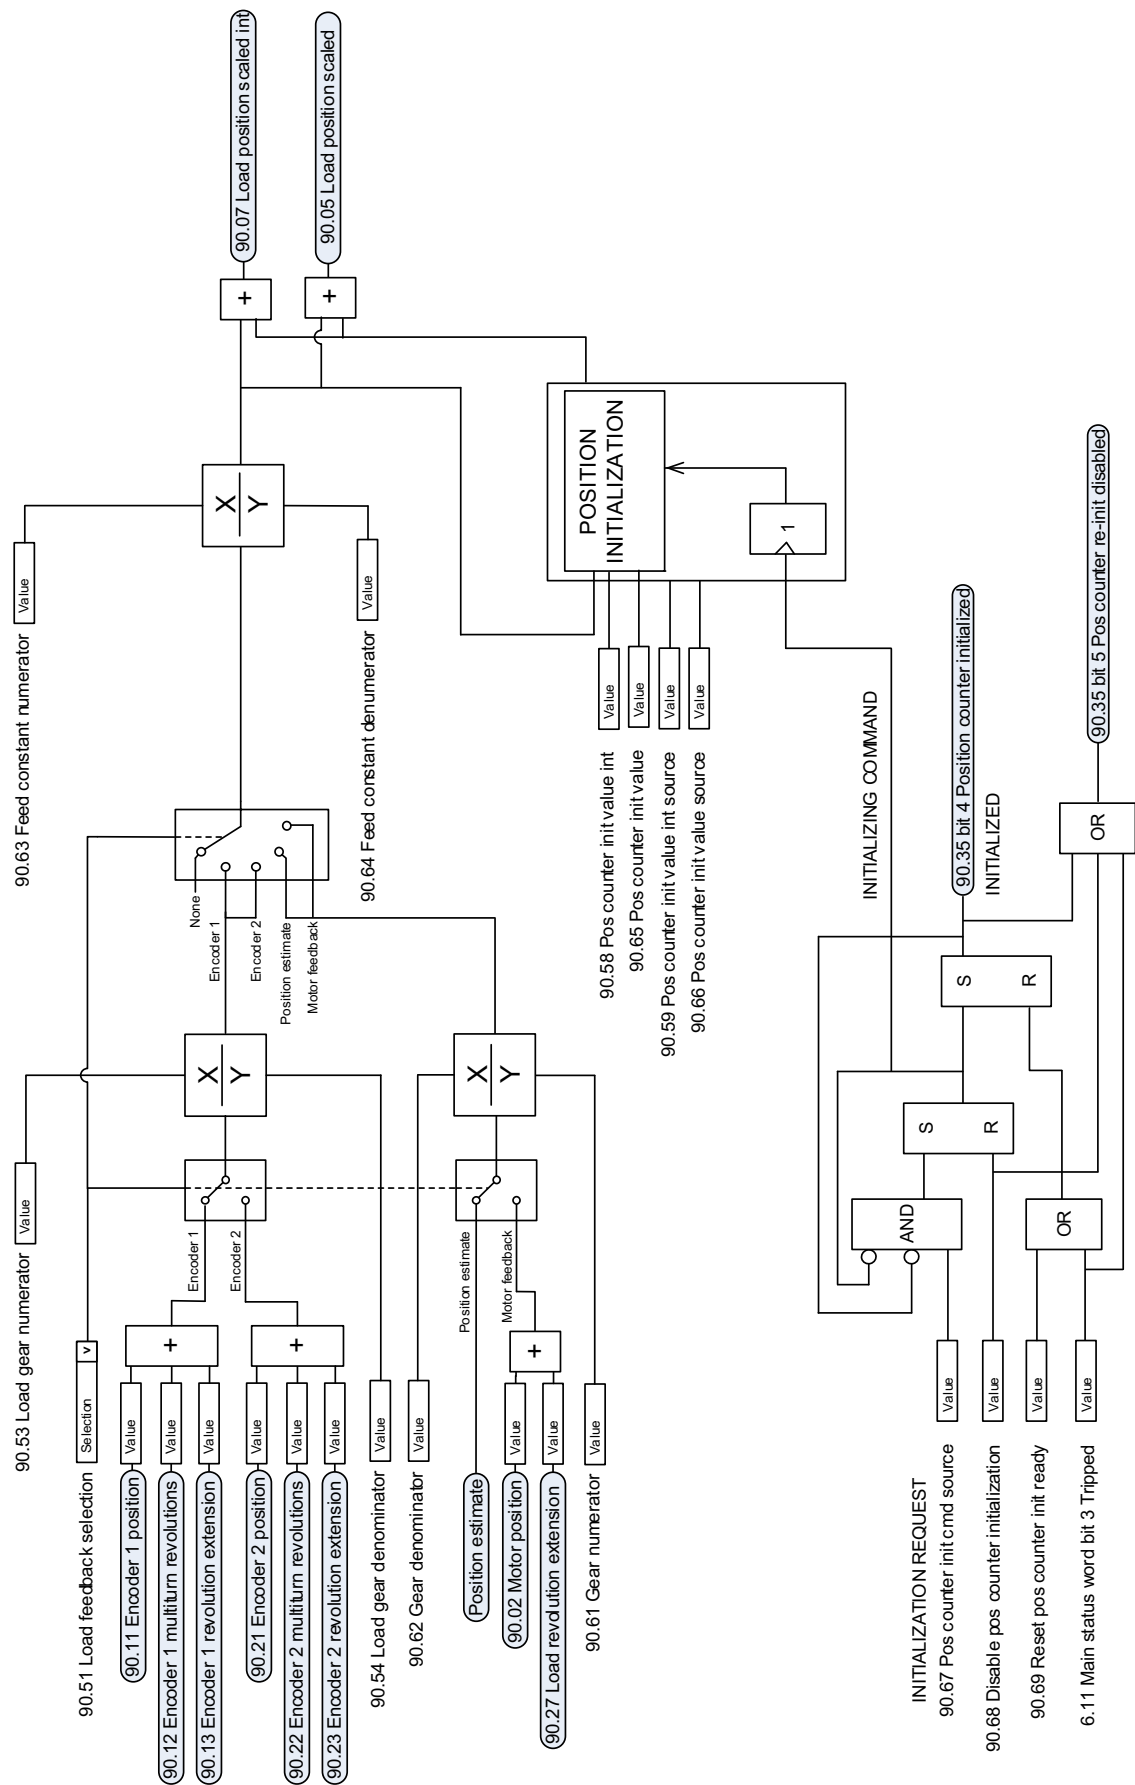 90.53 Load gear numerator
Value
90.51 Load feedback selection
Selection
v
90.11 Encoder 1 position
Value
90.12 Encoder 1 multiturn revolutions
Value
90.13 Encoder 1 revolution extension
Value
+
90.21 Encoder 2 position
Value
90.22 Encoder 2 multiturn revolutions
Value
90.23 Encoder 2 revolution extension
Value
+
Encoder 1
Encoder 2
90.54 Load gear denominator
Value
X
Y
90.62 Gear denominator
Value
Position estimate
90.02 Motor position
Value
90.27 Load revolution extension
Value
+
Position estimate
Motor feedback
90.61 Gear numerator
Value
X
Y
None
Encoder 1
Encoder 2
Position estimate
Motor feedback
90.63 Feed constant numerator
Value
X
Y
90.64 Feed constant denumerator
Value
+
90.07 Load position scaled int
+
90.05 Load position scaled
90.58 Pos counter init value int
Value
90.65 Pos counter init value
Value
90.59 Pos counter init value int source
Value
90.66 Pos counter init value source
Value
POSITION
INITIALIZATION
1
INITIALIZING COMMAND
INITIALIZATION REQUEST
90.67 Pos counter init cmd source
Value
90.68 Disable pos counter initialization
Value
90.69 Reset pos counter init ready
Value
6.11 Main status word bit 3 Tripped
Value
AND
OR
S
R
S
R
90.35 bit 4 Position counter initialized
INITIALIZED
OR
90.35 bit 5 Pos counter re-init disabled